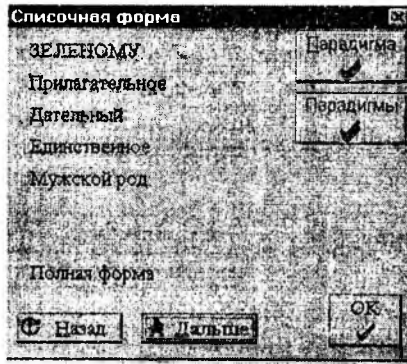 Списочная форма
ЗЕЛЕНОМУ
Парадигма
Прилагательное
Парадигмы
Дательный
Единственное
Мужской род
Полная форма
OK
Назад
Дальше